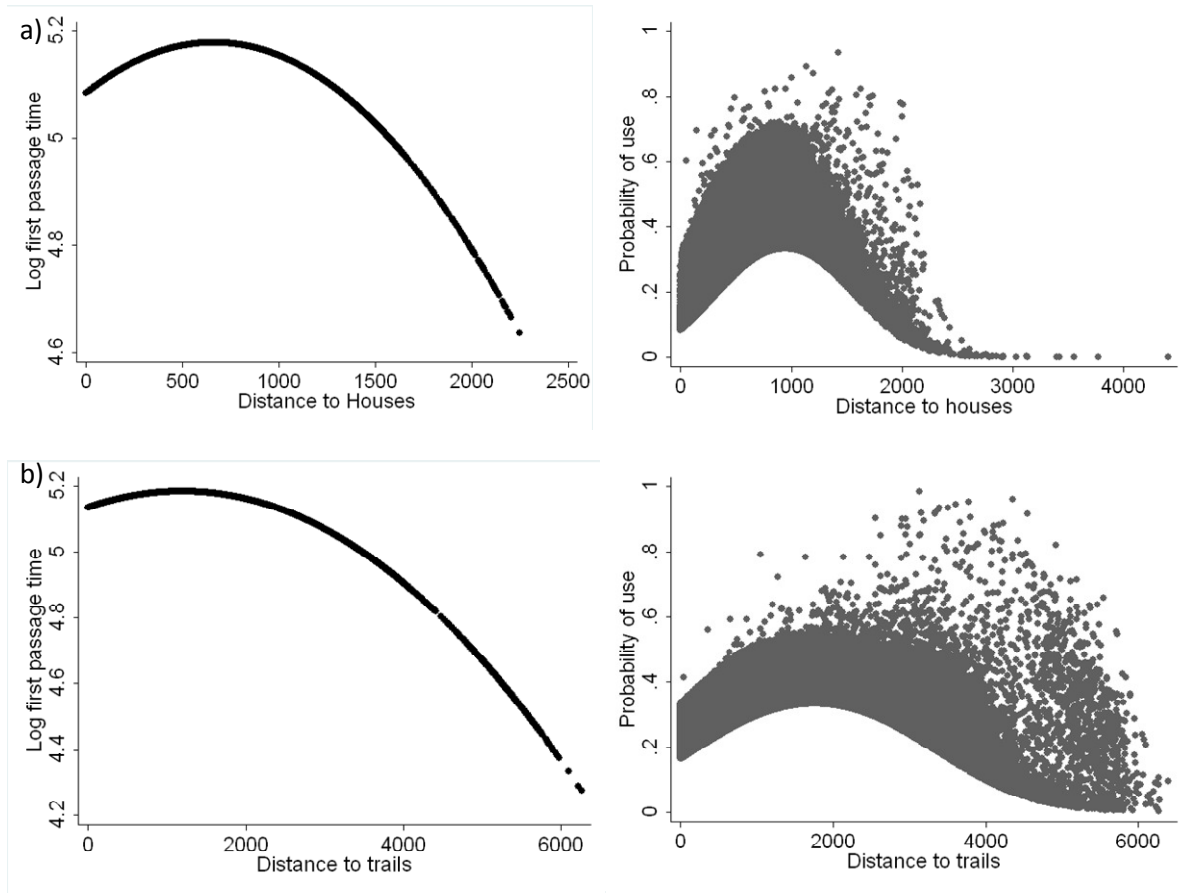 a)
Log first passage time
5.2
5
4.8
4.6
0 500 1000 1500 2000 2500
Distance to Houses
Probability of use
1
.8
.6
.4
.2
0
0 1000 2000 3000 4000
Distance to houses
b)
Log first passage time
5.2
5
4.8
4.6
4.4
4.2
0 2000 4000 6000
Distance to trails
Probability of use
1
.8
.6
.4
.2
0
0 2000 4000 6000
Distance to trails